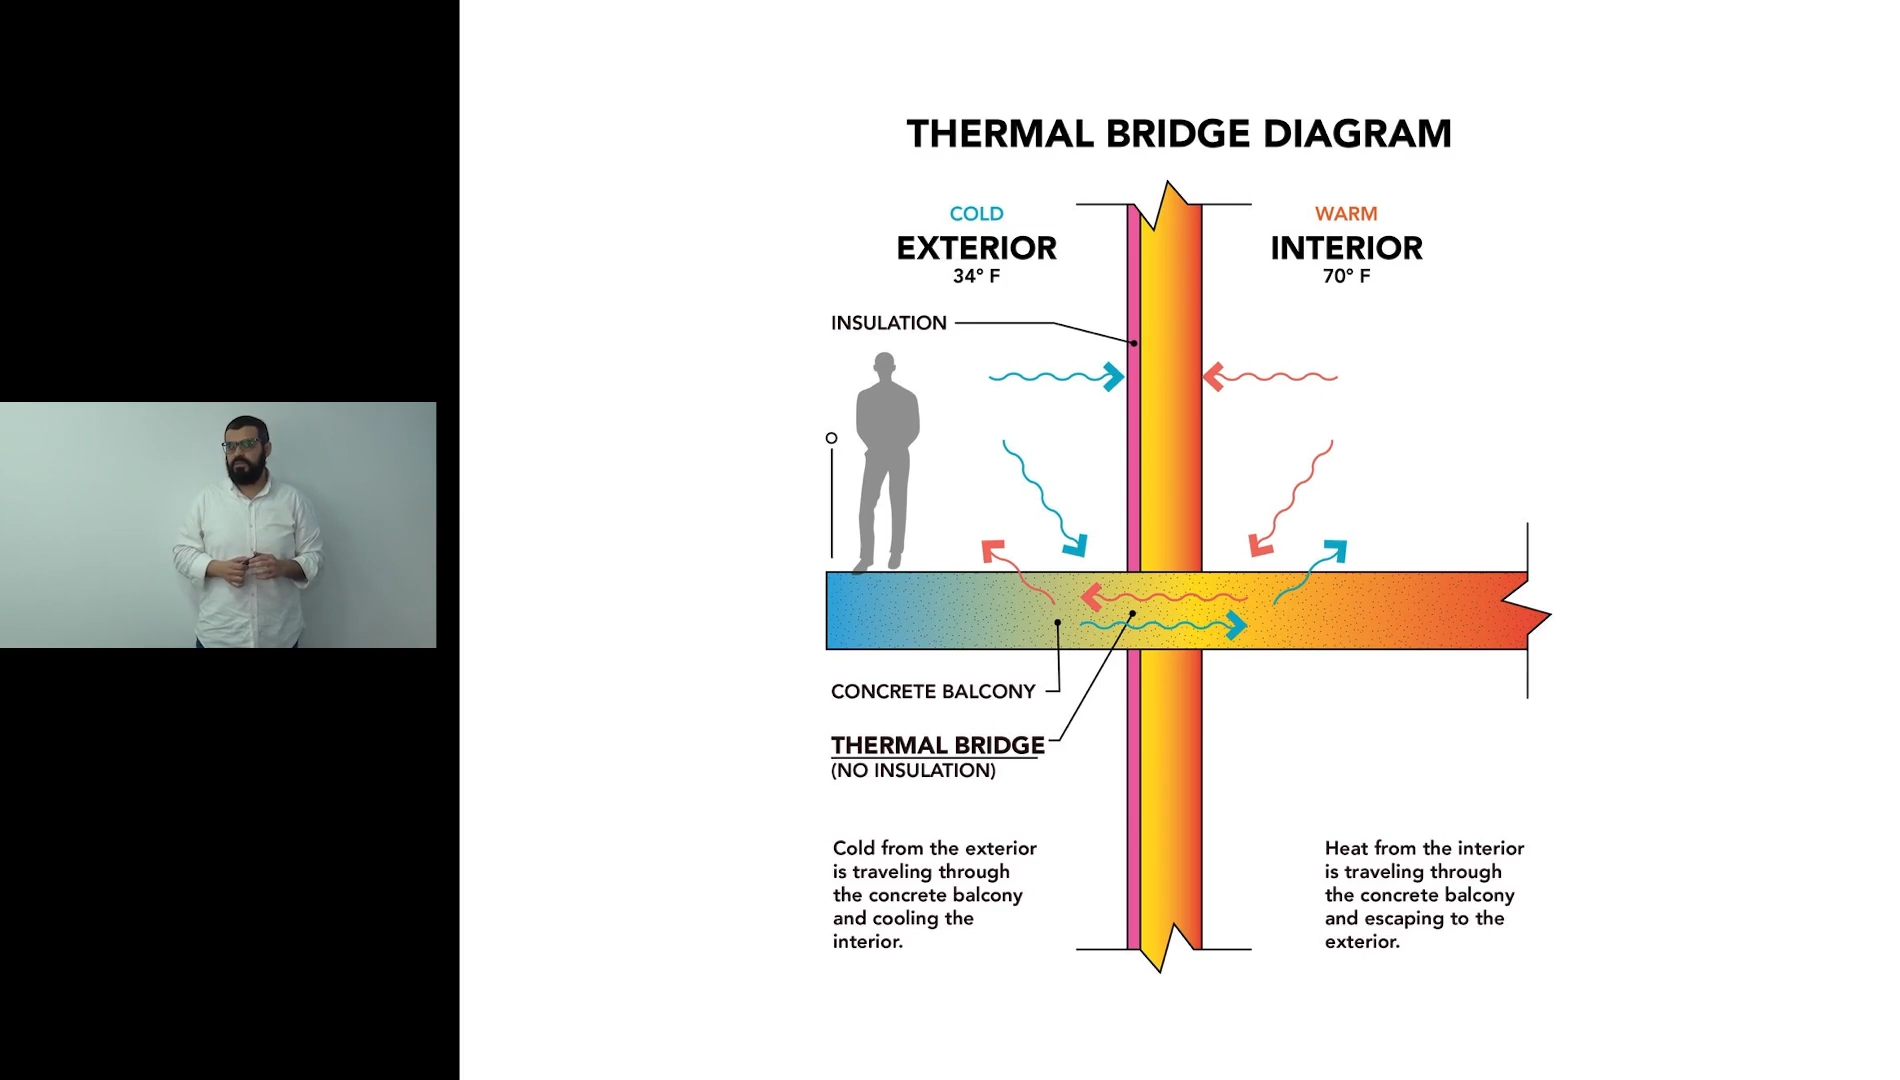 THERMAL BRIDGE DIAGRAM
COLD
EXTERIOR
34° F
WARM
INTERIOR
70° F
INSULATION
CONCRETE BALCONY
THERMAL BRIDGE
(NO INSULATION)
Cold from the exterior
is traveling through
the concrete balcony
and cooling the
interior.
Heat from the interior
is traveling through
the concrete balcony
and escaping to the
exterior.